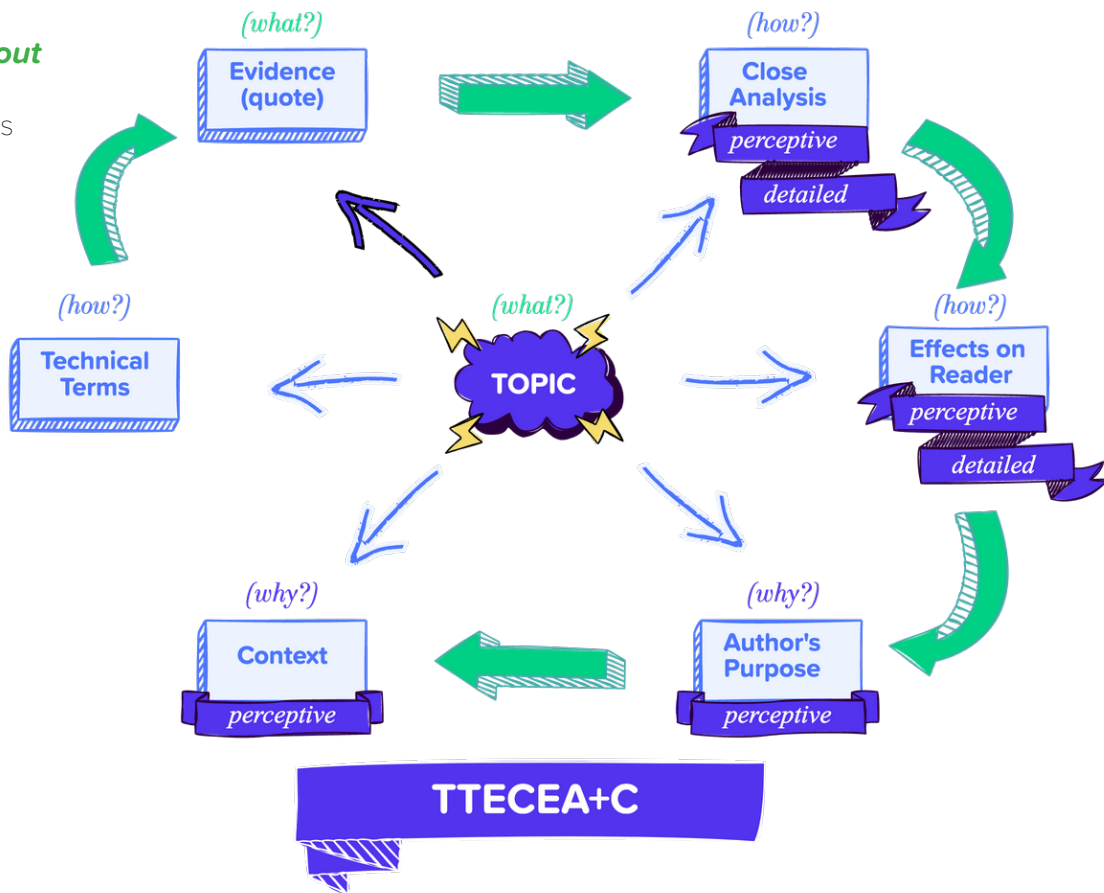 out
s
(what?)
Evidence
(quote)
(how?)
Close
Analysis
perceptive
detailed
(how?)
Technical
Terms
(what?)
TOPIC
(how?)
Effects on
Reader
perceptive
detailed
(why?)
Context
perceptive
(why?)
Author's
Purpose
perceptive
TTECEA+C